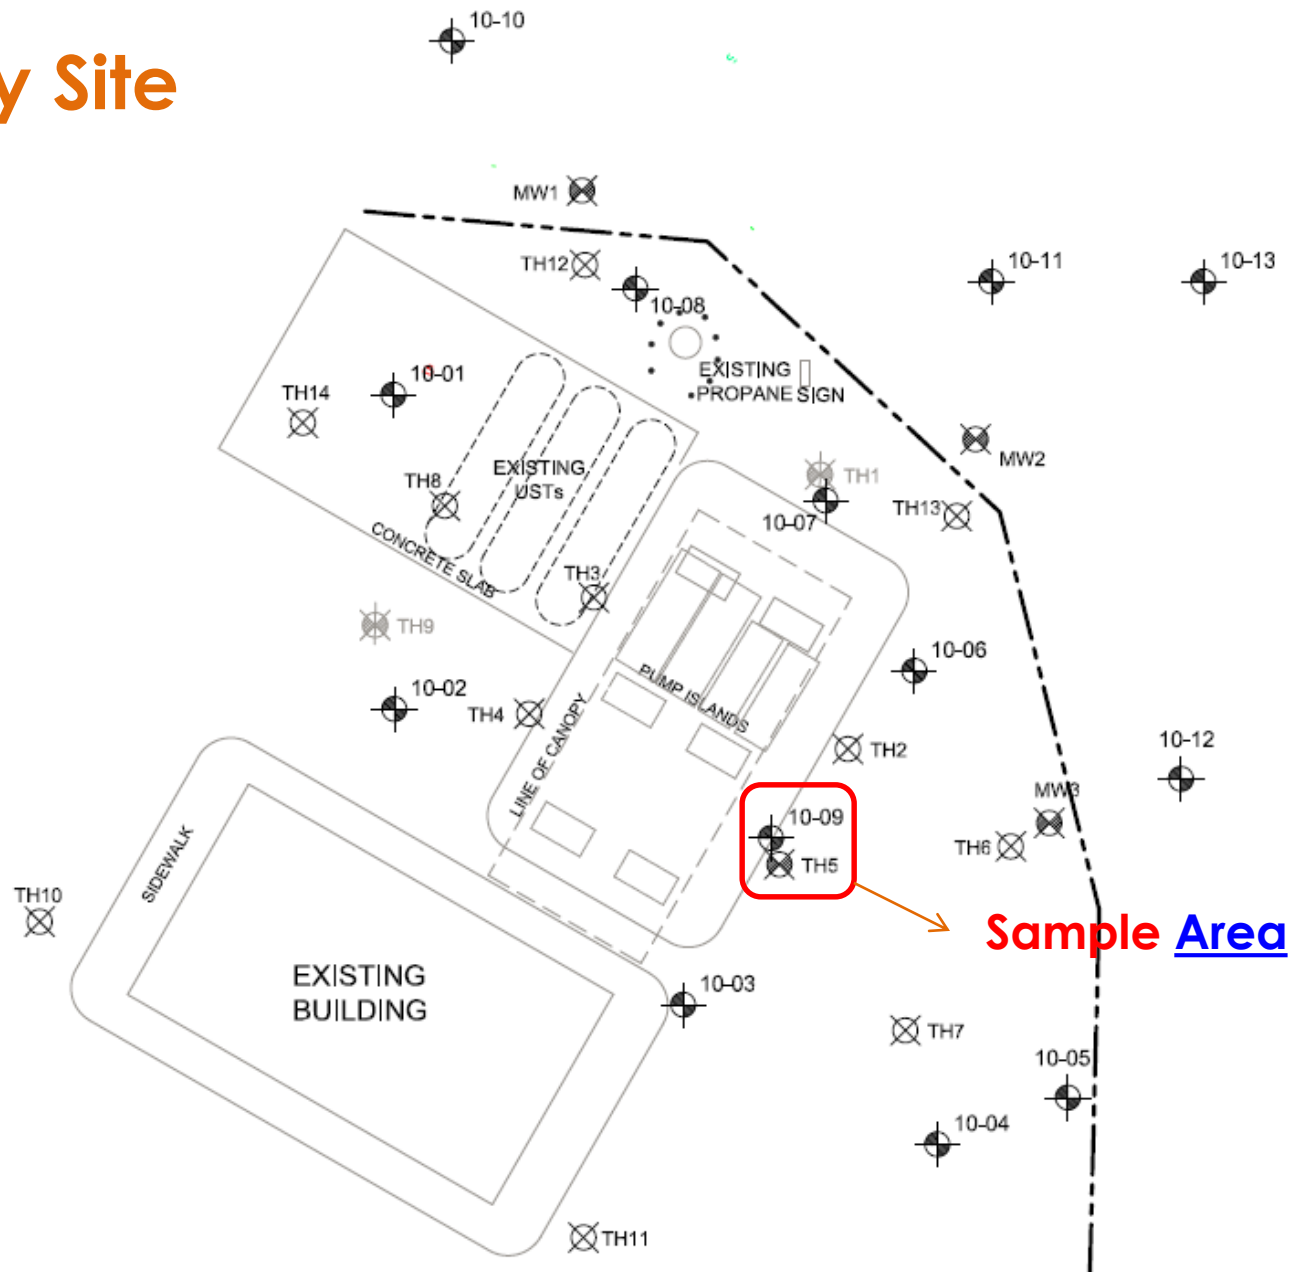 10-10
y Site
MW1
TH12
10-11
10-13
10-08
EXISTING
PROPANE SIGN
10-01
TH14
MW2
EXISTING
USTs
TH8
TH1
TH13
10-07
CONCRETE SLAB
TH3
TH9
10-06
PUMP ISLANDS
10-02
TH4
LINE OF CANOPY
TH2
10-12
MW3
10-09
TH6
TH5
SIDEWALK
TH10
Sample Area
EXISTING
BUILDING
10-03
TH7
10-05
10-04
TH11